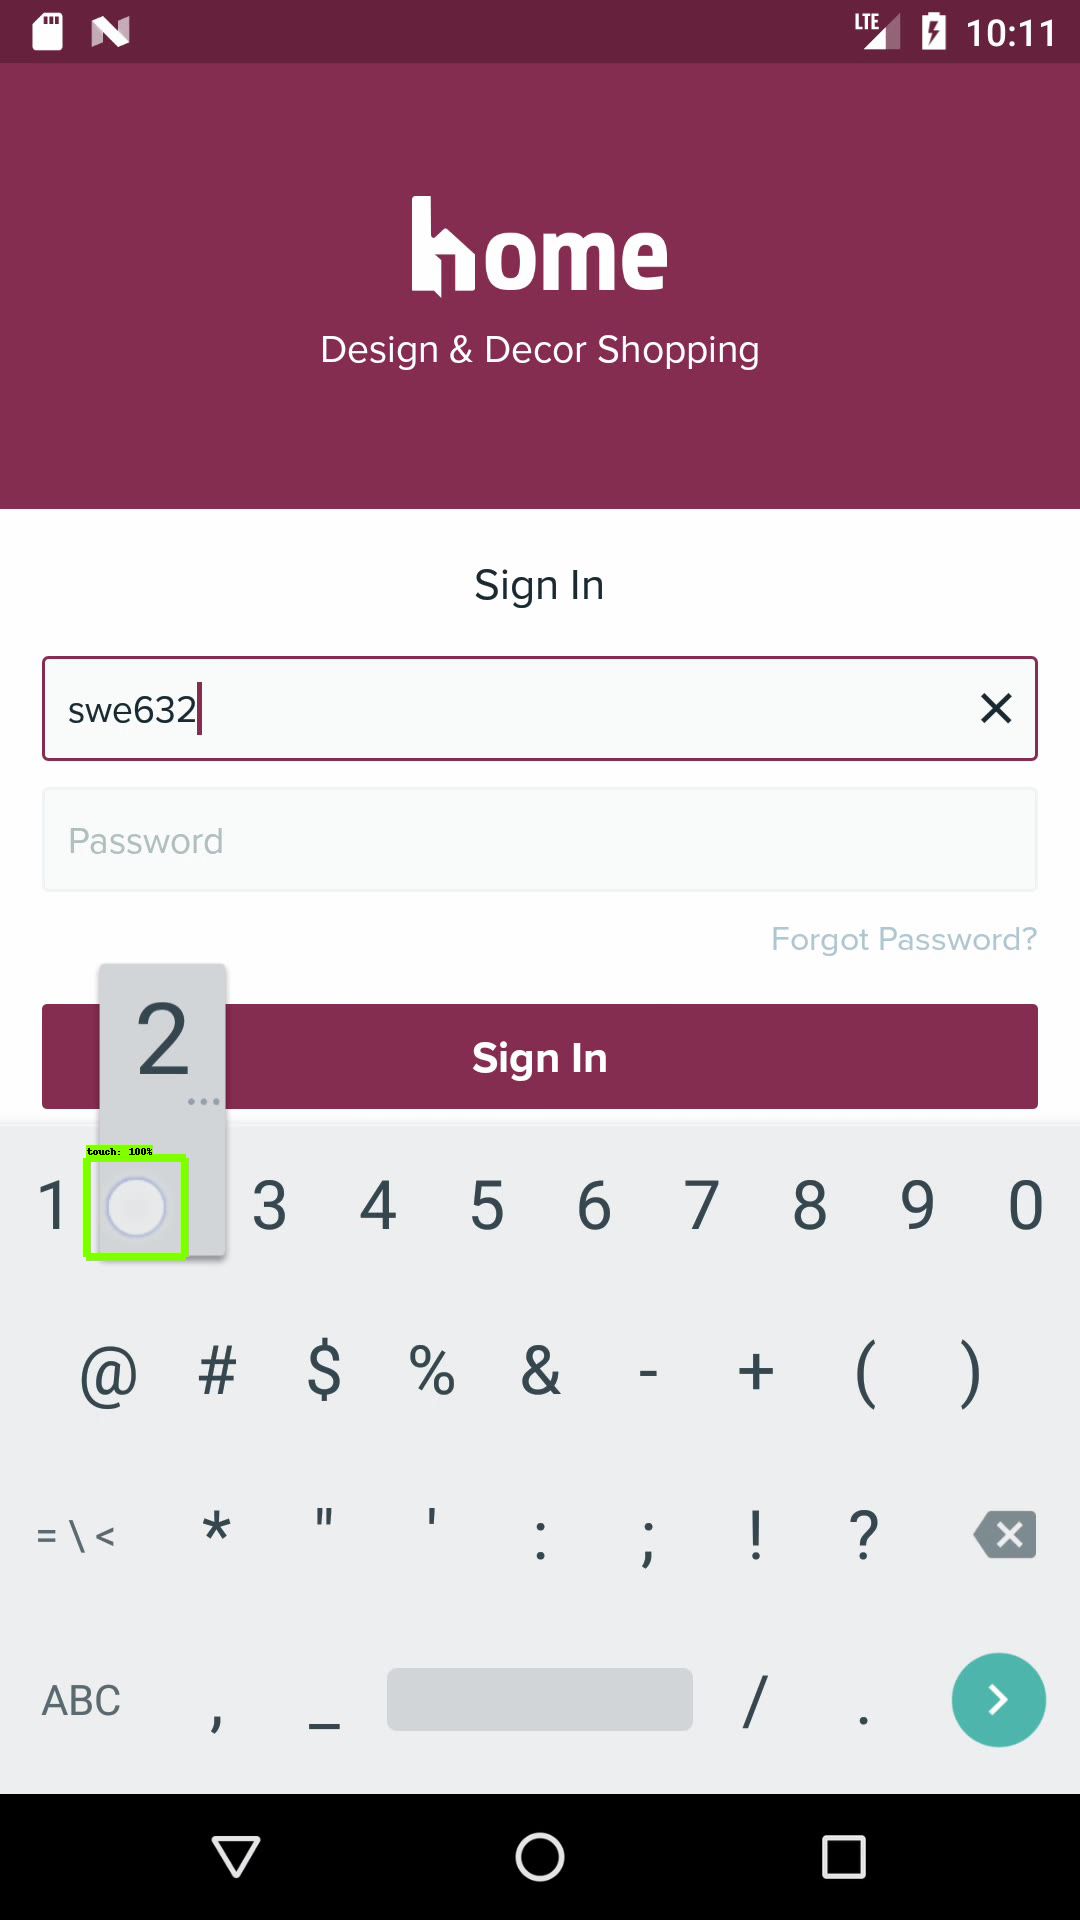 LTE 10:11
home
Design & Decor Shopping
Sign In
swe632
Password
Forgot Password?
Sign In
2
...
touch: 100%
1 3 4 5 6 7 8 9 0
@ # $ % & - + ( )
= \ < * " ' : ; ! ?
ABC , _ / .